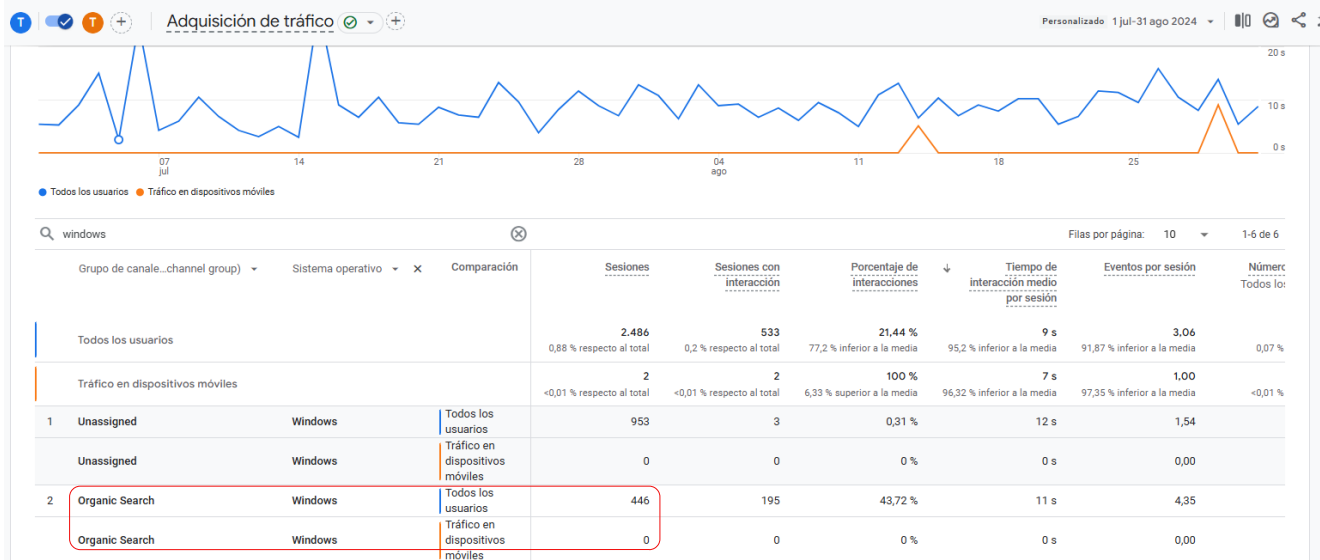 T T + Adquisición de tráfico + Personalizado 1 jul-31 ago 2024
20 s
10 s
0 s
07 14 21 28 04 11 18 25
jul ago
Todos los usuarios Tráfico en dispositivos móviles
windows Filas por página: 10 1-6 de 6
Grupo de canale...channel group) Sistema operativo × Comparación Sesiones Sesiones con Porcentaje de ↓ Tiempo de Eventos por sesión Número
interacción interacciones interacción medio Todos los
por sesión
Todos los usuarios 2.486 533 21,44 % 9 s 3,06
0,88 % respecto al total 0,2 % respecto al total 77,2 % inferior a la media 95,2 % inferior a la media 91,87 % inferior a la media 0,07 %
Tráfico en dispositivos móviles 2 2 100 % 7 s 1,00
<0,01 % respecto al total <0,01 % respecto al total 6,33 % superior a la media 96,32 % inferior a la media 97,35 % inferior a la media <0,01 %
1 Unassigned Windows Todos los usuarios 953 3 0,31 % 12 s 1,54
Unassigned Windows Tráfico en dispositivos móviles 0 0 0 % 0 s 0,00
2 Organic Search Windows Todos los usuarios 446 195 43,72 % 11 s 4,35
Organic Search Windows Tráfico en dispositivos móviles 0 0 0 % 0 s 0,00